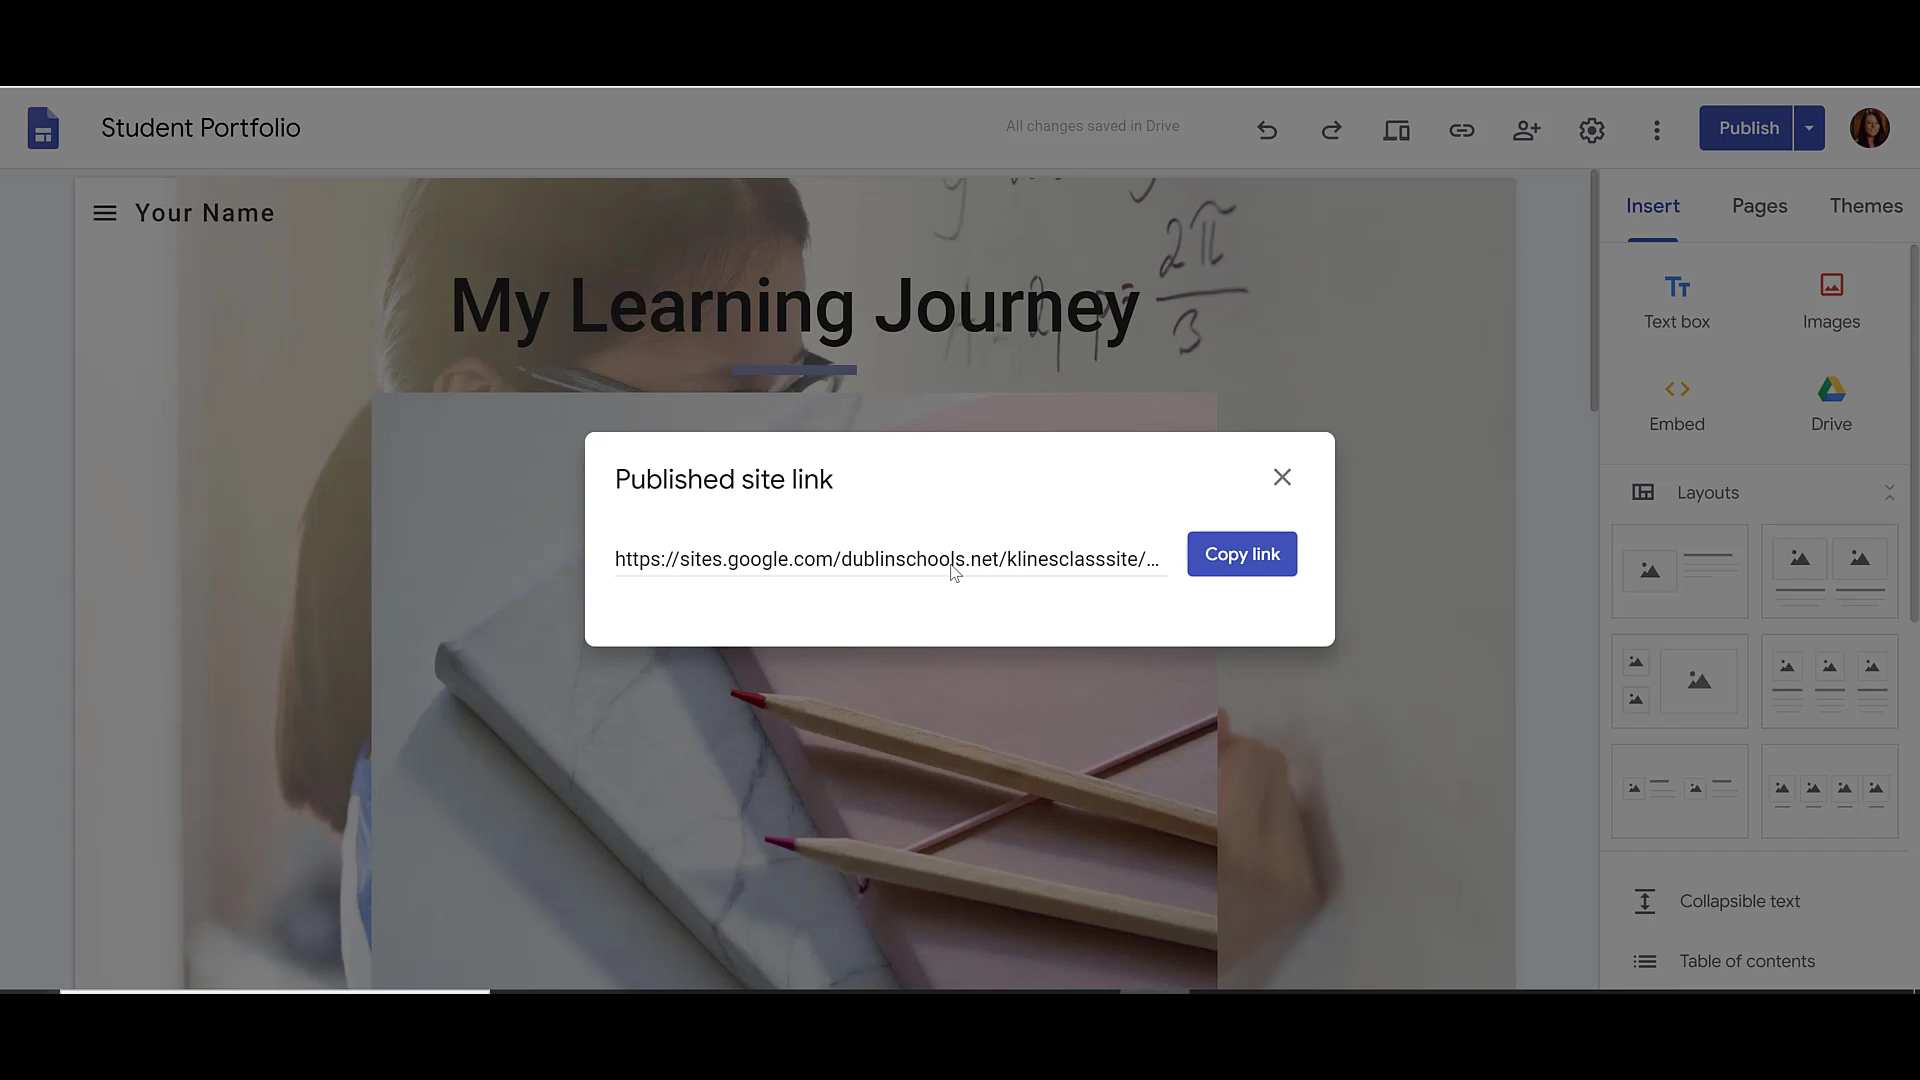 Student Portfolio
All changes saved in Drive
Publish
Your Name
My Learning Journey
2π
3
Insert
Pages
Themes
Text box
Images
Embed
Drive
Published site link
https://sites.google.com/dublinschools.net/klinesclasssite/...
Copy link
Layouts
Collapsible text
Table of contents